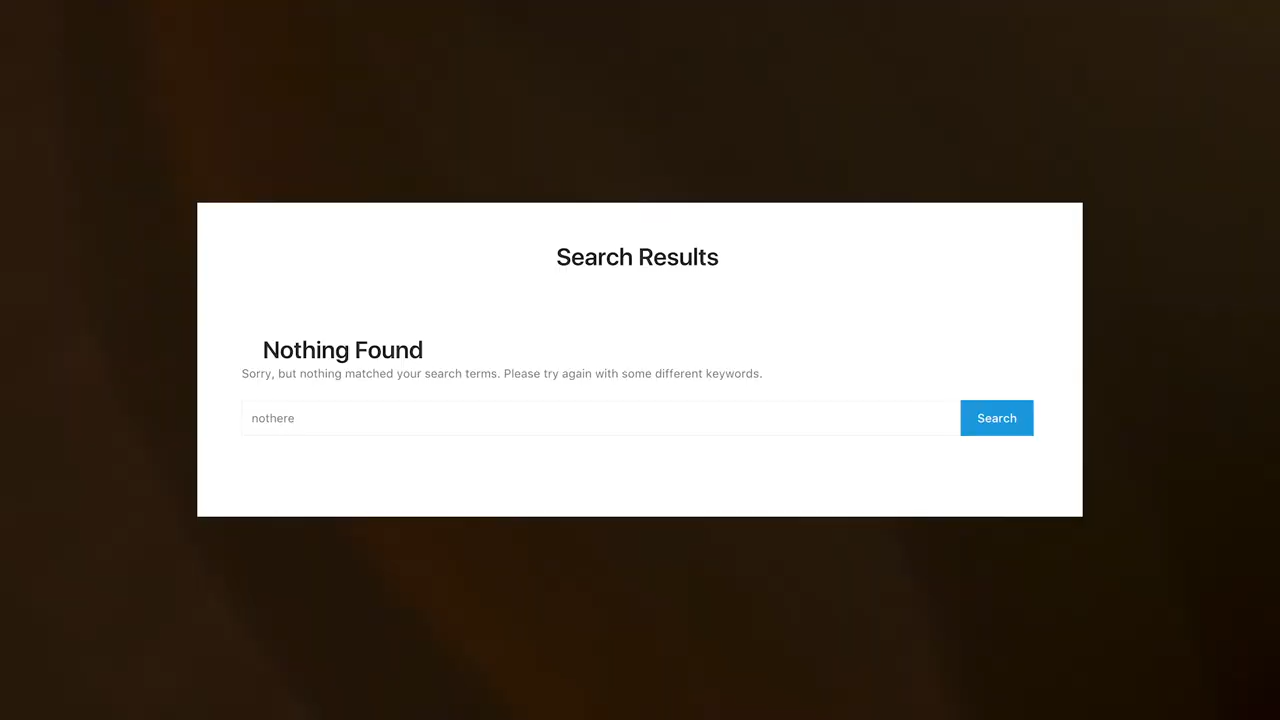 Search Results
Nothing Found
Sorry, but nothing matched your search terms. Please try again with some different keywords.
nothere
Search